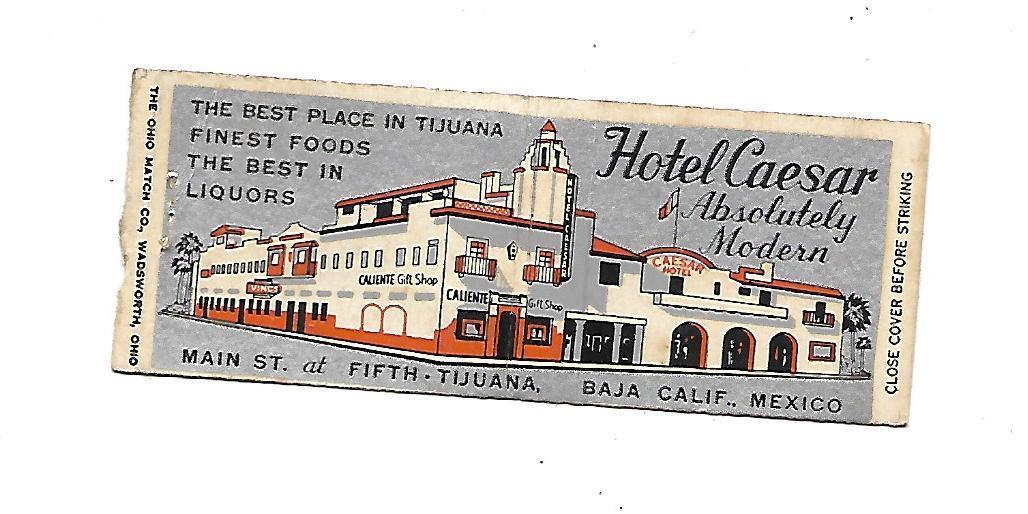 THE OHIO MATCH CO., WADSWORTH, OHIO
THE BEST PLACE IN TIJUANA
FINEST FOODS
THE BEST IN
LIQUORS
Hotel Caesar
Absolutely
Modern
HOTEL CAESAR
CAESAR
HOTEL
CALIENTE Gift Shop
CALIENTE
Gift Shop
MAIN ST. at FIFTH · TIJUANA, BAJA CALIF., MEXICO
CLOSE COVER BEFORE STRIKING